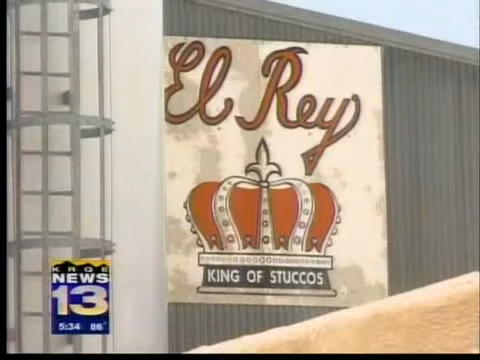 El Rey
KING OF STUCCOS
KRQE
NEWS
13
5:34 86°